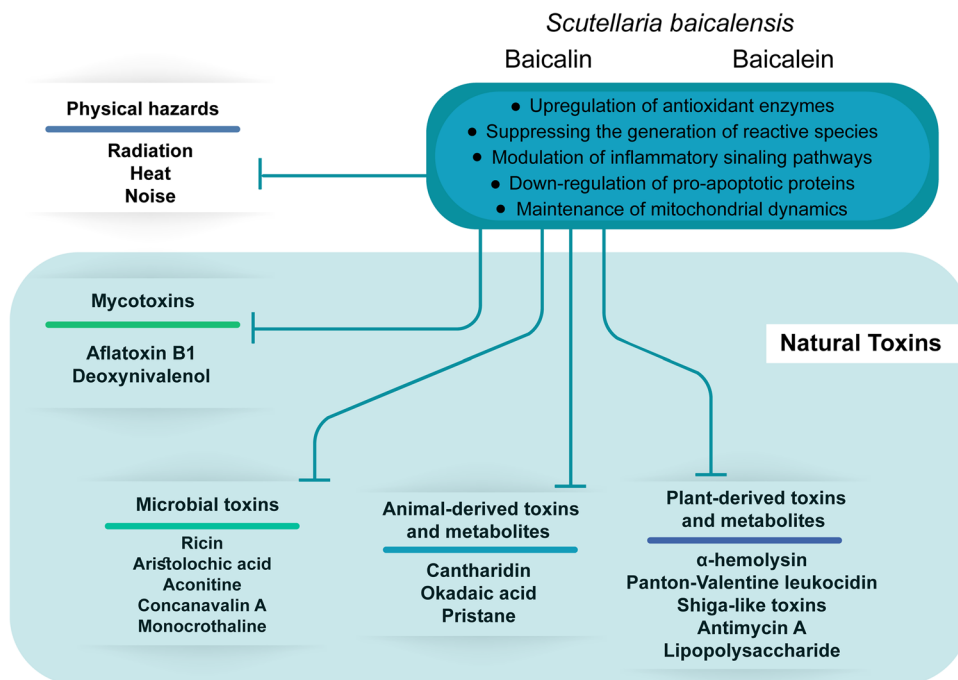 Scutellaria baicalensis
Baicalin
Baicalein
● Upregulation of antioxidant enzymes
● Suppressing the generation of reactive species
● Modulation of inflammatory sinaling pathways
● Down-regulation of pro-apoptotic proteins
● Maintenance of mitochondrial dynamics
Physical hazards
Radiation
Heat
Noise
Natural Toxins
Mycotoxins
Aflatoxin B1
Deoxynivalenol
Microbial toxins
Ricin
Aristolochic acid
Aconitine
Concanavalin A
Monocrothaline
Animal-derived toxins
and metabolites
Cantharidin
Okadaic acid
Pristane
Plant-derived toxins
and metabolites
α-hemolysin
Panton-Valentine leukocidin
Shiga-like toxins
Antimycin A
Lipopolysaccharide